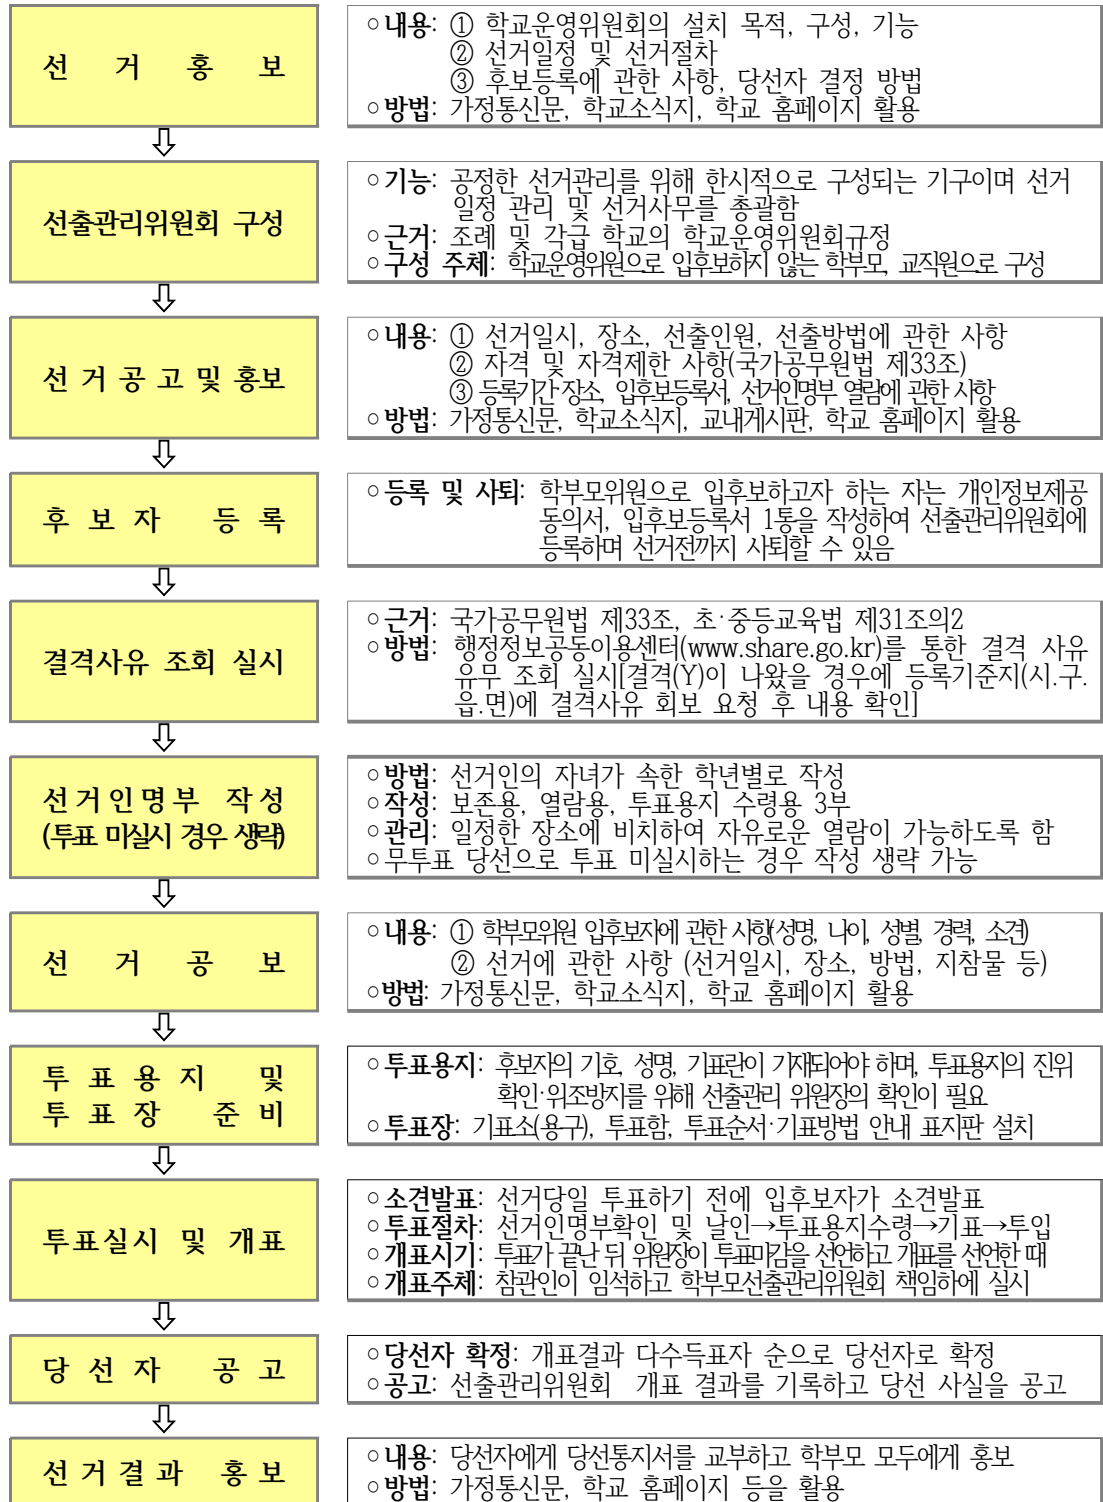 선 거 홍 보
○내용: ① 학교운영위원회의 설치 목적, 구성, 기능
② 선거일정 및 선거절차
③ 후보등록에 관한 사항, 당선자 결정 방법
○방법: 가정통신문, 학교소식지, 학교 홈페이지 활용
⇩
선출관리위원회 구성
○기능: 공정한 선거관리를 위해 한시적으로 구성되는 기구이며 선거
일정 관리 및 선거사무를 총괄함
○근거: 조례 및 각급 학교의 학교운영위원회규정
○구성 주체: 학교운영위원으로 입후보하지 않는 학부모, 교직원으로 구성
⇩
선 거 공 고 및 홍보
○내용: ① 선거일시, 장소, 선출인원, 선출방법에 관한 사항
② 자격 및 자격제한 사항(국가공무원법 제33조)
③ 등록기간·장소, 입후보등록서, 선거인명부 열람에 관한 사항
○방법: 가정통신문, 학교소식지, 교내게시판, 학교 홈페이지 활용
⇩
후 보 자 등 록
○등록 및 사퇴: 학부모위원으로 입후보하고자 하는 자는 개인정보제공
동의서, 입후보등록서 1통을 작성하여 선출관리위원회에
등록하며 선거전까지 사퇴할 수 있음
⇩
결격사유 조회 실시
○근거: 국가공무원법 제33조, 초·중등교육법 제31조의2
○방법: 행정정보공동이용센터(www.share.go.kr)를 통한 결격 사유
유무 조회 실시[결격(Y)이 나왔을 경우에 등록기준지(시.구.
읍.면)에 결격사유 회보 요청 후 내용 확인]
⇩
선 거 인 명 부 작 성
(투표 미실시 경우 생략)
○방법: 선거인의 자녀가 속한 학년별로 작성
○작성: 보존용, 열람용, 투표용지 수령용 3부
○관리: 일정한 장소에 비치하여 자유로운 열람이 가능하도록 함
○무투표 당선으로 투표 미실시하는 경우 작성 생략 가능
⇩
선 거 공 보
○내용: ① 학부모위원 입후보자에 관한 사항(성명, 나이, 성별, 경력, 소견)
② 선거에 관한 사항 (선거일시, 장소, 방법, 지참물 등)
○방법: 가정통신문, 학교소식지, 학교 홈페이지 활용
⇩
투 표 용 지 및
투 표 장 준 비
○투표용지: 후보자의 기호, 성명, 기표란이 기재되어야 하며, 투표용지의 진위
확인·위조방지를 위해 선출관리 위원장의 확인이 필요
○투표장: 기표소(용구), 투표함, 투표순서·기표방법 안내 표지판 설치
⇩
투표실시 및 개표
○소견발표: 선거당일 투표하기 전에 입후보자가 소견발표
○투표절차: 선거인명부확인 및 날인→투표용지수령→기표→투입
○개표시기: 투표가 끝난 뒤 위원장이 투표마감을 선언하고 개표를 선언한 때
○개표주체: 참관인이 임석하고 학부모선출관리위원회 책임하에 실시
⇩
당 선 자 공 고
○당선자 확정: 개표결과 다수득표자 순으로 당선자로 확정
○공고: 선출관리위원회 개표 결과를 기록하고 당선 사실을 공고
⇩
선 거 결 과 홍 보
○내용: 당선자에게 당선통지서를 교부하고 학부모 모두에게 홍보
○방법: 가정통신문, 학교 홈페이지 등을 활용